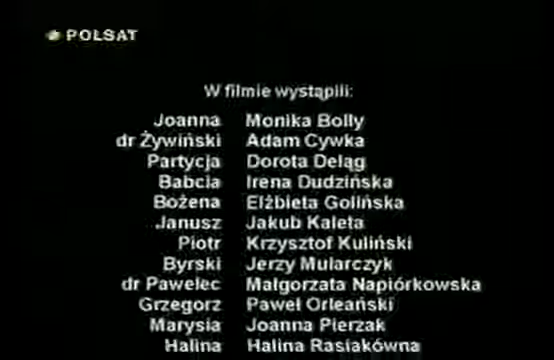 POLSAT
W filmie wystąpili:
Joanna Monika Bolly
dr Żywiński Adam Cywka
Partycja Dorota Deląg
Babcia Irena Dudzińska
Bożena Elżbieta Golińska
Janusz Jakub Kaleta
Piotr Krzysztof Kuliński
Byrski Jerzy Mularczyk
dr Pawelec Małgorzata Napiórkowska
Grzegorz Paweł Orleański
Marysia Joanna Pierzak
Halina Halina Rasiakówna